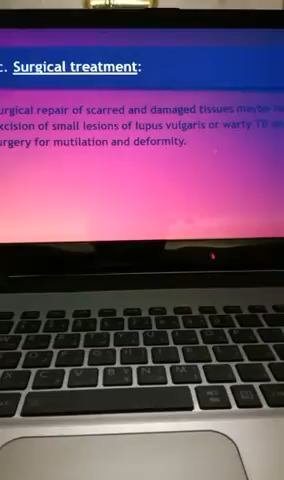 c. Surgical treatment:
urgical repair of scarred and damaged tissues maybe
xcision of small lesions of lupus vulgaris or warty TB
urgery for mutilation and deformity.